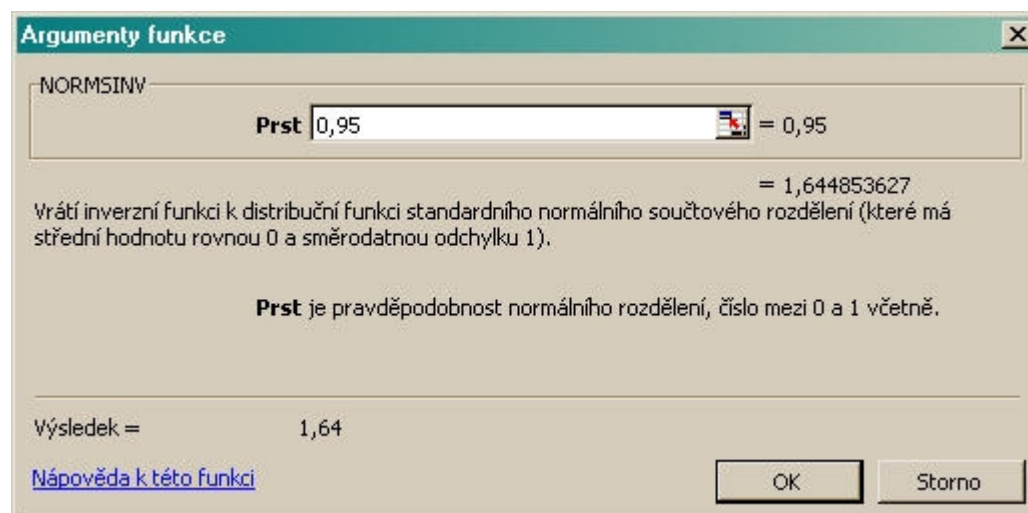 Argumenty funkce
NORMSINV
Prst 0,95 = 0,95
= 1,644853627
Vrátí inverzní funkci k distribuční funkci standardního normálního součtového rozdělení (které má
střední hodnotu rovnou 0 a směrodatnou odchylku 1).
Prst je pravděpodobnost normálního rozdělení, číslo mezi 0 a 1 včetně.
Výsledek = 1,64
Nápověda k této funkci OK Storno